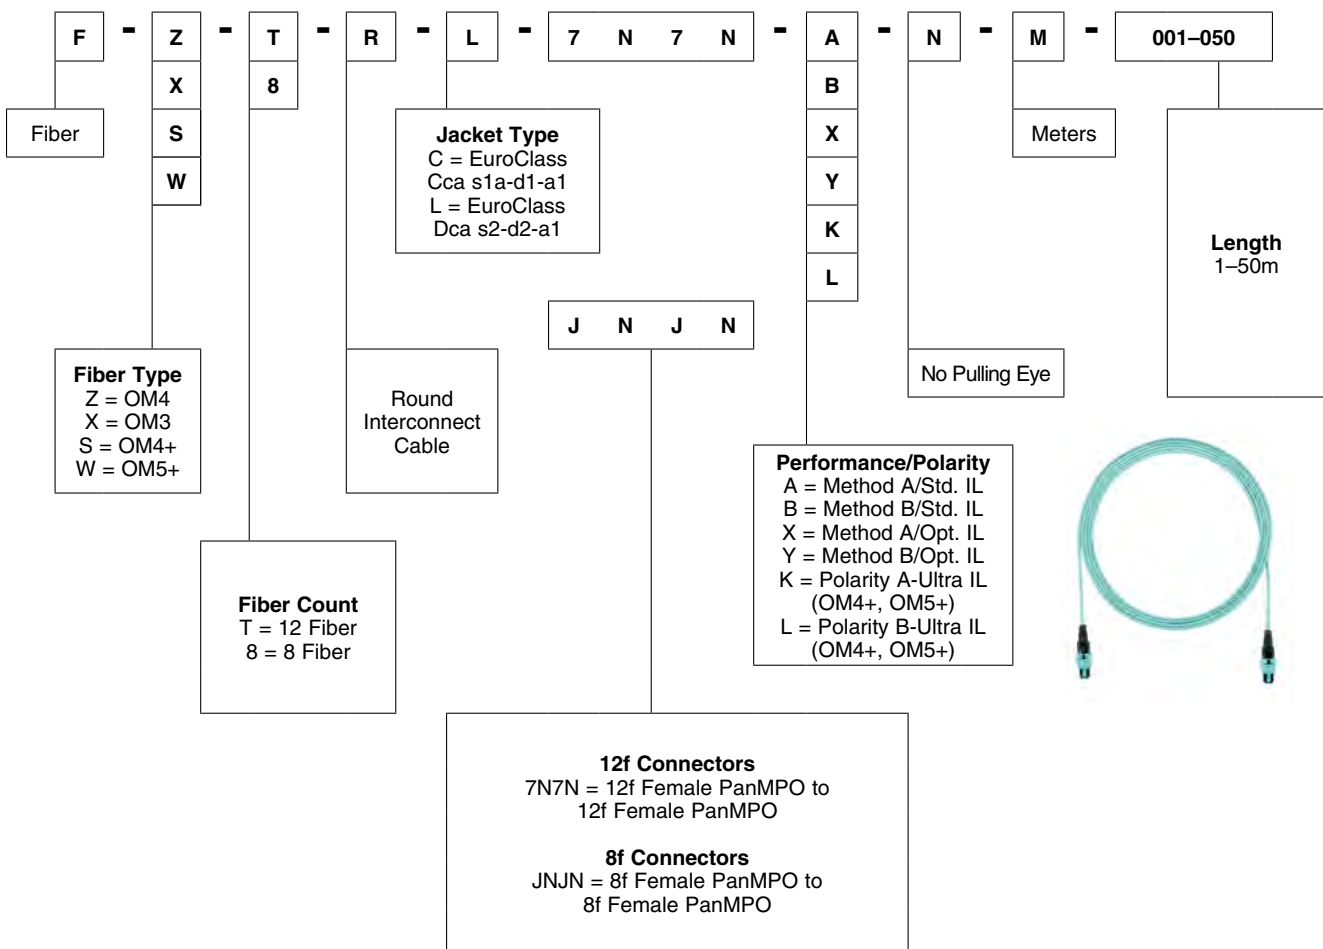 F - Z - T - R - L - 7 N 7 N - A - N - M - 001–050
X 8 B
Fiber
S
W
Jacket Type
C = EuroClass
Cca s1a-d1-a1
L = EuroClass
Dca s2-d2-a1
X
Y
K
L
Meters
Length
1–50m
J N J N
Fiber Type
Z = OM4
X = OM3
S = OM4+
W = OM5+
Round
Interconnect
Cable
No Pulling Eye
Performance/Polarity
A = Method A/Std. IL
B = Method B/Std. IL
X = Method A/Opt. IL
Y = Method B/Opt. IL
K = Polarity A-Ultra IL
(OM4+, OM5+)
L = Polarity B-Ultra IL
(OM4+, OM5+)
Fiber Count
T = 12 Fiber
8 = 8 Fiber
12f Connectors
7N7N = 12f Female PanMPO to
12f Female PanMPO
8f Connectors
JNJN = 8f Female PanMPO to
8f Female PanMPO